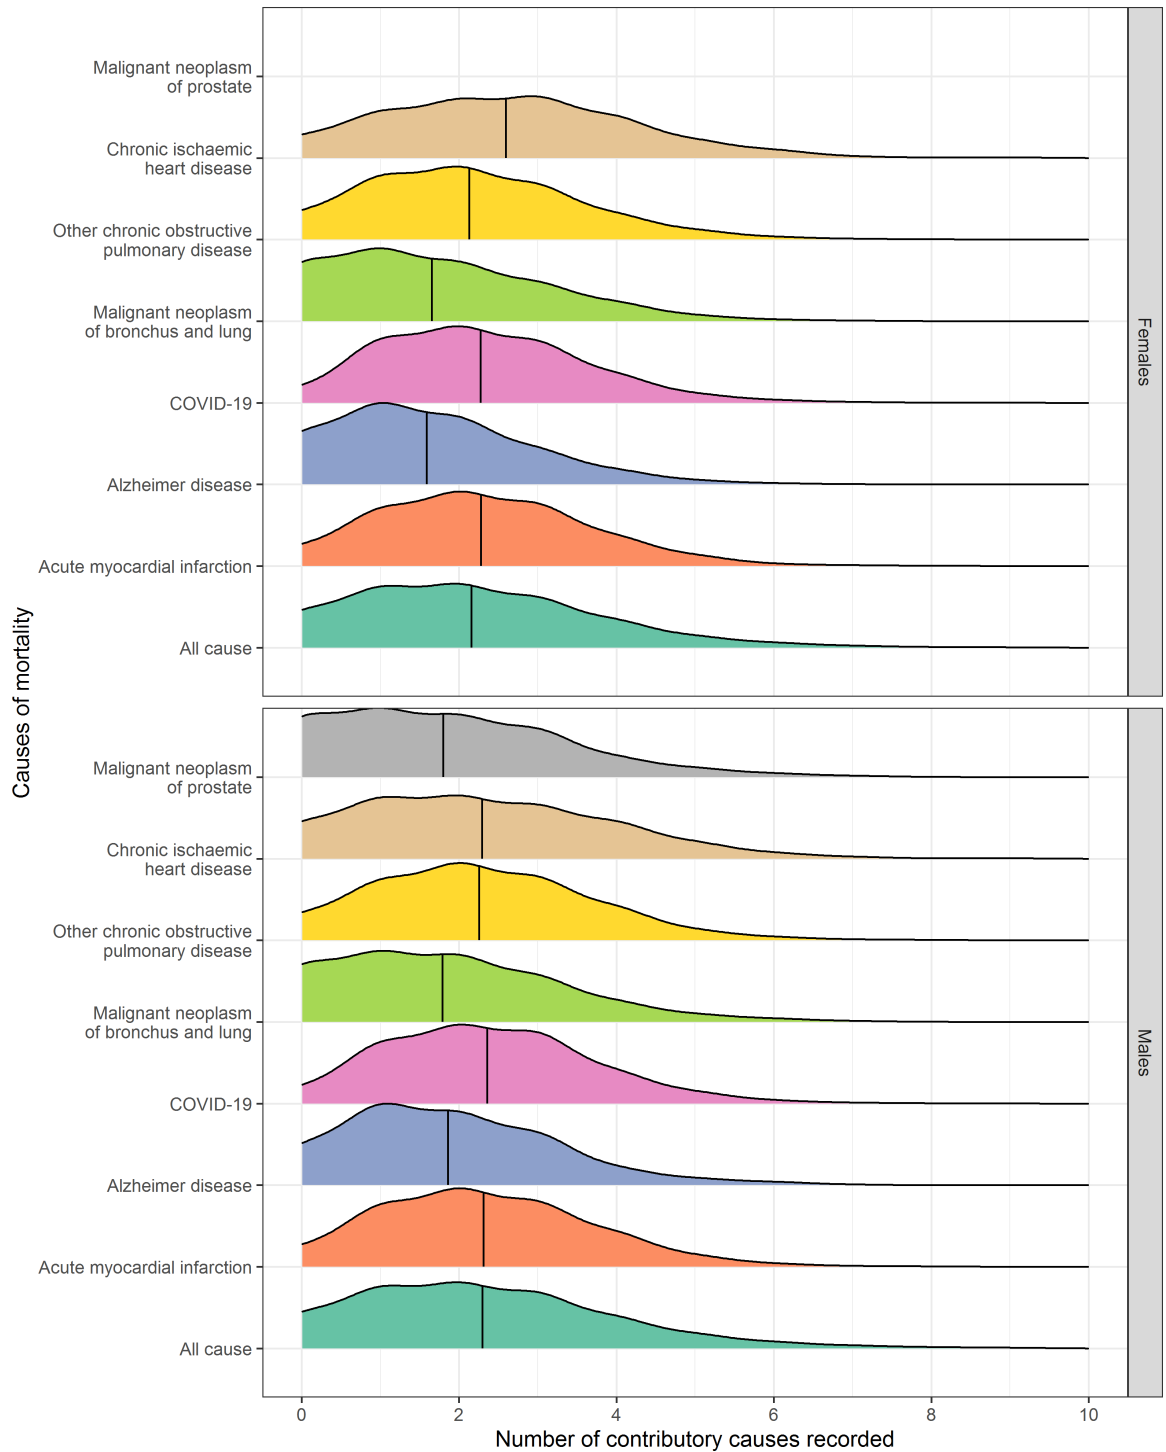 Malignant neoplasm
of prostate
Chronic ischaemic
heart disease
Other chronic obstructive
pulmonary disease
Malignant neoplasm
of bronchus and lung
COVID-19
Alzheimer disease
Acute myocardial infarction
All cause
Females
Causes of mortality
Malignant neoplasm
of prostate
Chronic ischaemic
heart disease
Other chronic obstructive
pulmonary disease
Malignant neoplasm
of bronchus and lung
COVID-19
Alzheimer disease
Acute myocardial infarction
All cause
Males
0 2 4 6 8 10
Number of contributory causes recorded